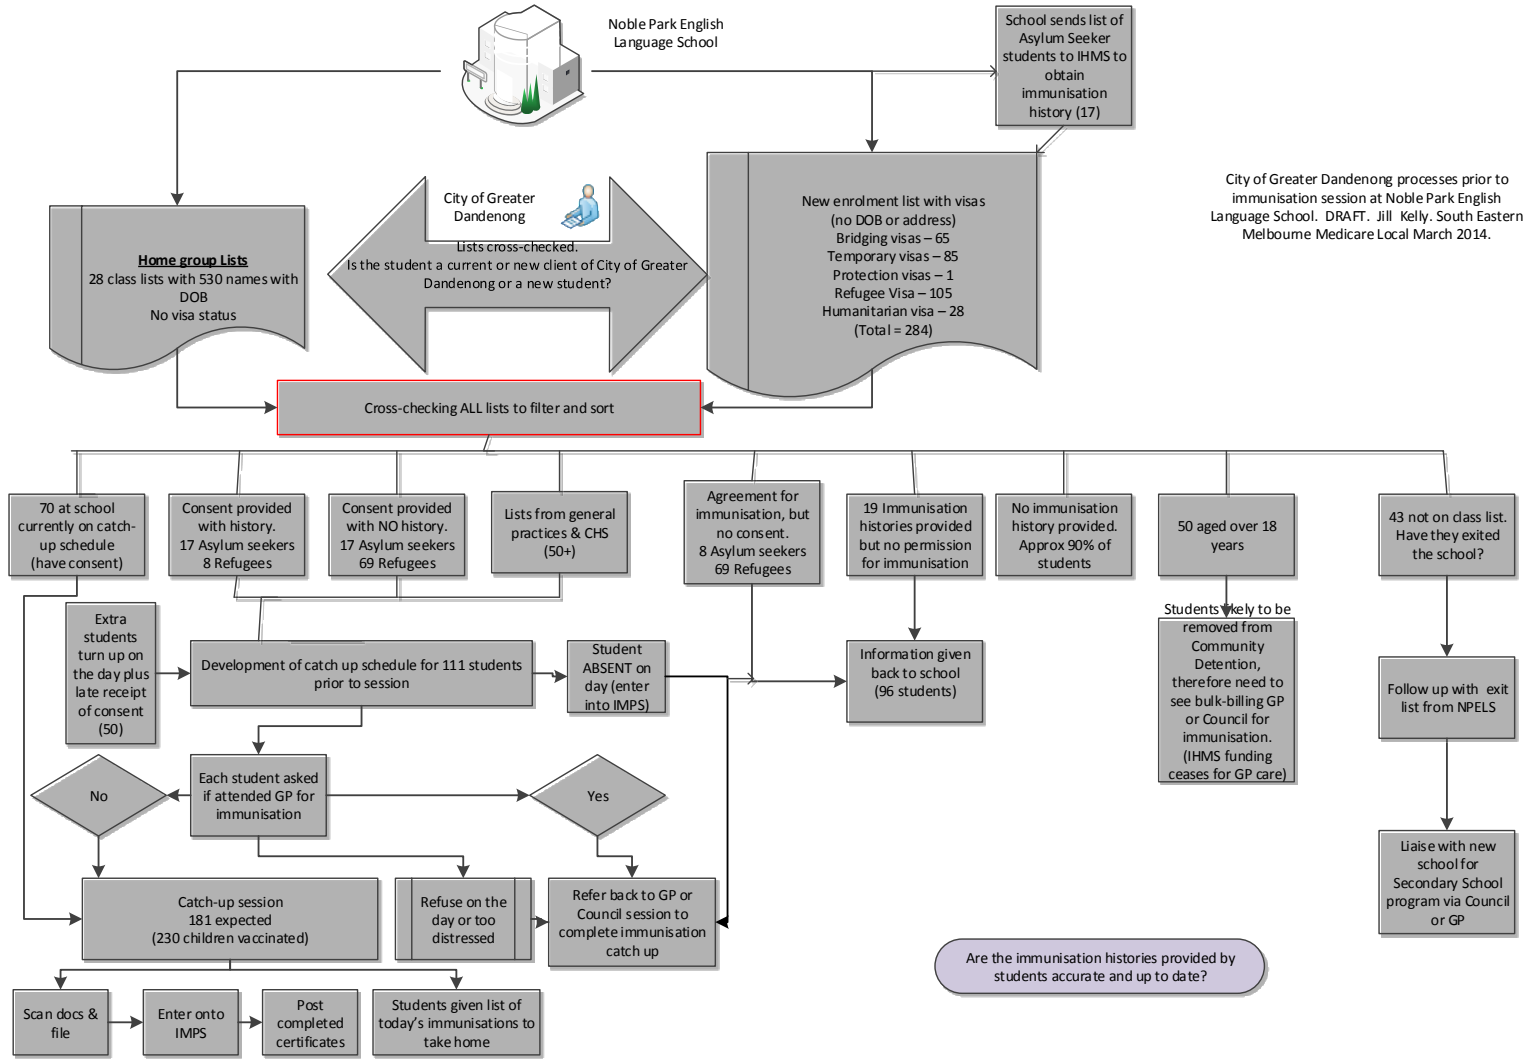 Noble Park English
Language School
School sends list of
Asylum Seeker
students to IHMS to
obtain
immunisation
history (17)
City of Greater Dandenong processes prior to
immunisation session at Noble Park English
Language School.  DRAFT.  Jill  Kelly. South Eastern
Melbourne Medicare Local March 2014.
City of Greater
Dandenong
Lists cross-checked.
Is the student a current or new client of City of Greater
Dandenong or a new student?
Home group Lists
28 class lists with 530 names with
DOB
No visa status
New enrolment list with visas
(no DOB or address)
Bridging visas – 65
Temporary visas – 85
Protection visas – 1
Refugee Visa – 105
Humanitarian visa – 28
(Total = 284)
Cross-checking ALL lists to filter and sort
70 at school
currently on catch-
up schedule
(have consent)
Consent provided
with history.
17 Asylum seekers
8 Refugees
Consent provided
with NO history.
17 Asylum seekers
69 Refugees
Lists from general
practices & CHS
(50+)
Agreement for
immunisation, but
no consent.
8 Asylum seekers
69 Refugees
19 Immunisation
histories provided
but no permission
for immunisation
No immunisation
history provided.
Approx 90% of
students
50 aged over 18
years
43 not on class list.
Have they exited
the school?
Extra
students
turn up on
the day plus
late receipt
of consent
(50)
Development of catch up schedule for 111 students
prior to session
Student
ABSENT on
day (enter
into IMPS)
Information given
back to school
(96 students)
Students likely to be
removed from
Community
Detention,
therefore need to
see bulk-billing GP
or Council for
immunisation.
(IHMS funding
ceases for GP care)
Follow up with  exit
list from NPELS
No
Each student asked
if attended GP for
immunisation
Yes
Liaise with new
school for
Secondary School
program via Council
or GP
Catch-up session
181 expected
(230 children vaccinated)
Refuse on the
day or too
distressed
Refer back to GP or
Council session to
complete immunisation
catch up
Are the immunisation histories provided by
students accurate and up to date?
Scan docs &
file
Enter onto
IMPS
Post
completed
certificates
Students given list of
today's immunisations to
take home